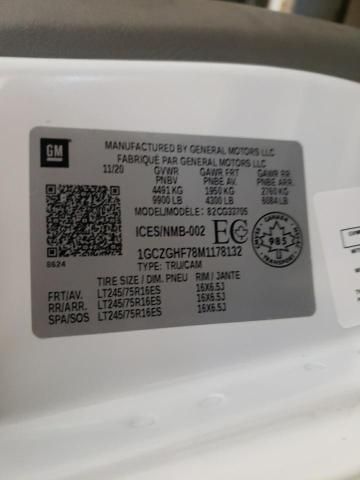 GM
MANUFACTURED BY GENERAL MOTORS LLC
FABRIQUÉ PAR GENERAL MOTORS LLC
11/20 GVWR GAWR FRT GAWR RR
PNBV PNBE AV. PNBE ARR.
4491 KG 1950 KG 2760 KG
9900 LB 4300 LB 6084 LB
MODEL/MODÈLE: 82CG33705
ICES/NMB-002 EC
CANADA
985
TRANSPORT
8624
1GCZGHF78M1178132
TYPE: TRU/CAM
TIRE SIZE / DIM. PNEU RIM / JANTE
FRT/AV. LT245/75R16ES 16X6.5J
RR/ARR. LT245/75R16ES 16X6.5J
SPA/SOS LT245/75R16ES 16X6.5J